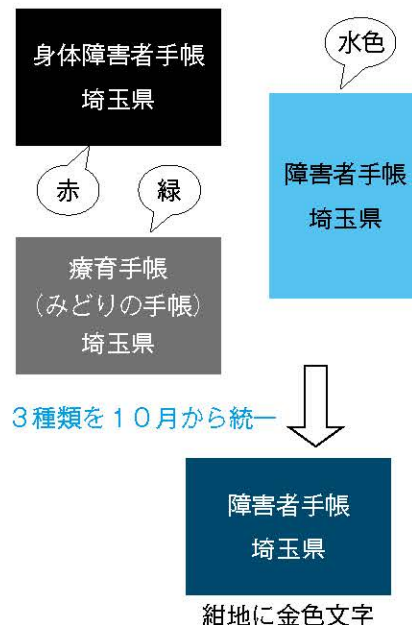 身体障害者手帳
埼玉県
赤
緑
療育手帳
(みどりの手帳)
埼玉県
水色
障害者手帳
埼玉県
3種類を10月から統一
障害者手帳
埼玉県
紺地に金色文字